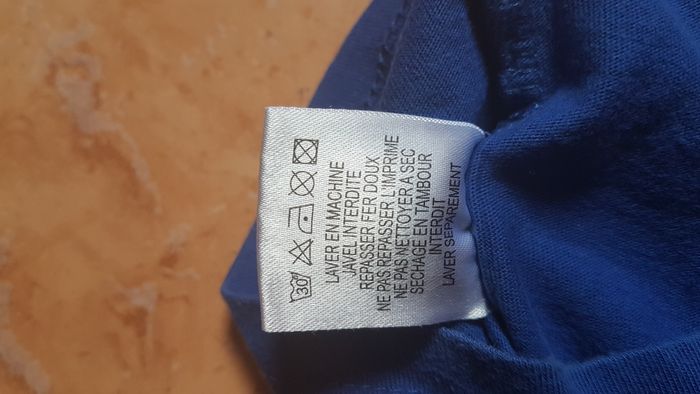 30
LAVER EN MACHINE
JAVEL INTERDITE
REPASSER FER DOUX
NE PAS REPASSER L'IMPRIME
NE PAS NETTOYER A SEC
SECHAGE EN TAMBOUR
INTERDIT
LAVER SEPAREMENT